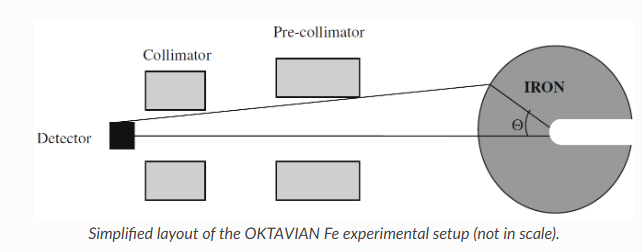 Pre-collimator
Collimator
IRON
Θ
Detector
Simplified layout of the OKTAVIAN Fe experimental setup (not in scale).